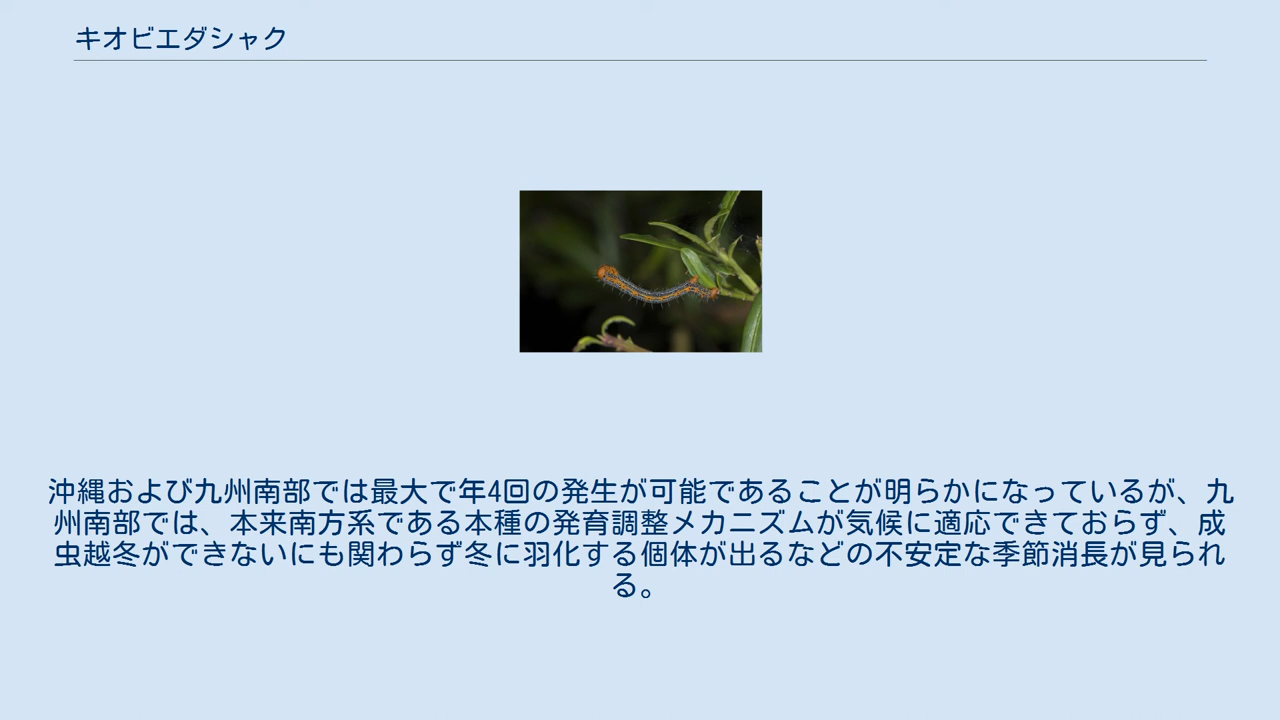 キオビエダシャク
沖縄および九州南部では最大で年4回の発生が可能であることが明らかになっているが、九
州南部では、本来南方系である本種の発育調整メカニズムが気候に適応できておらず、成
虫越冬ができないにも関わらず冬に羽化する個体が出るなどの不安定な季節消長が見られ
る。